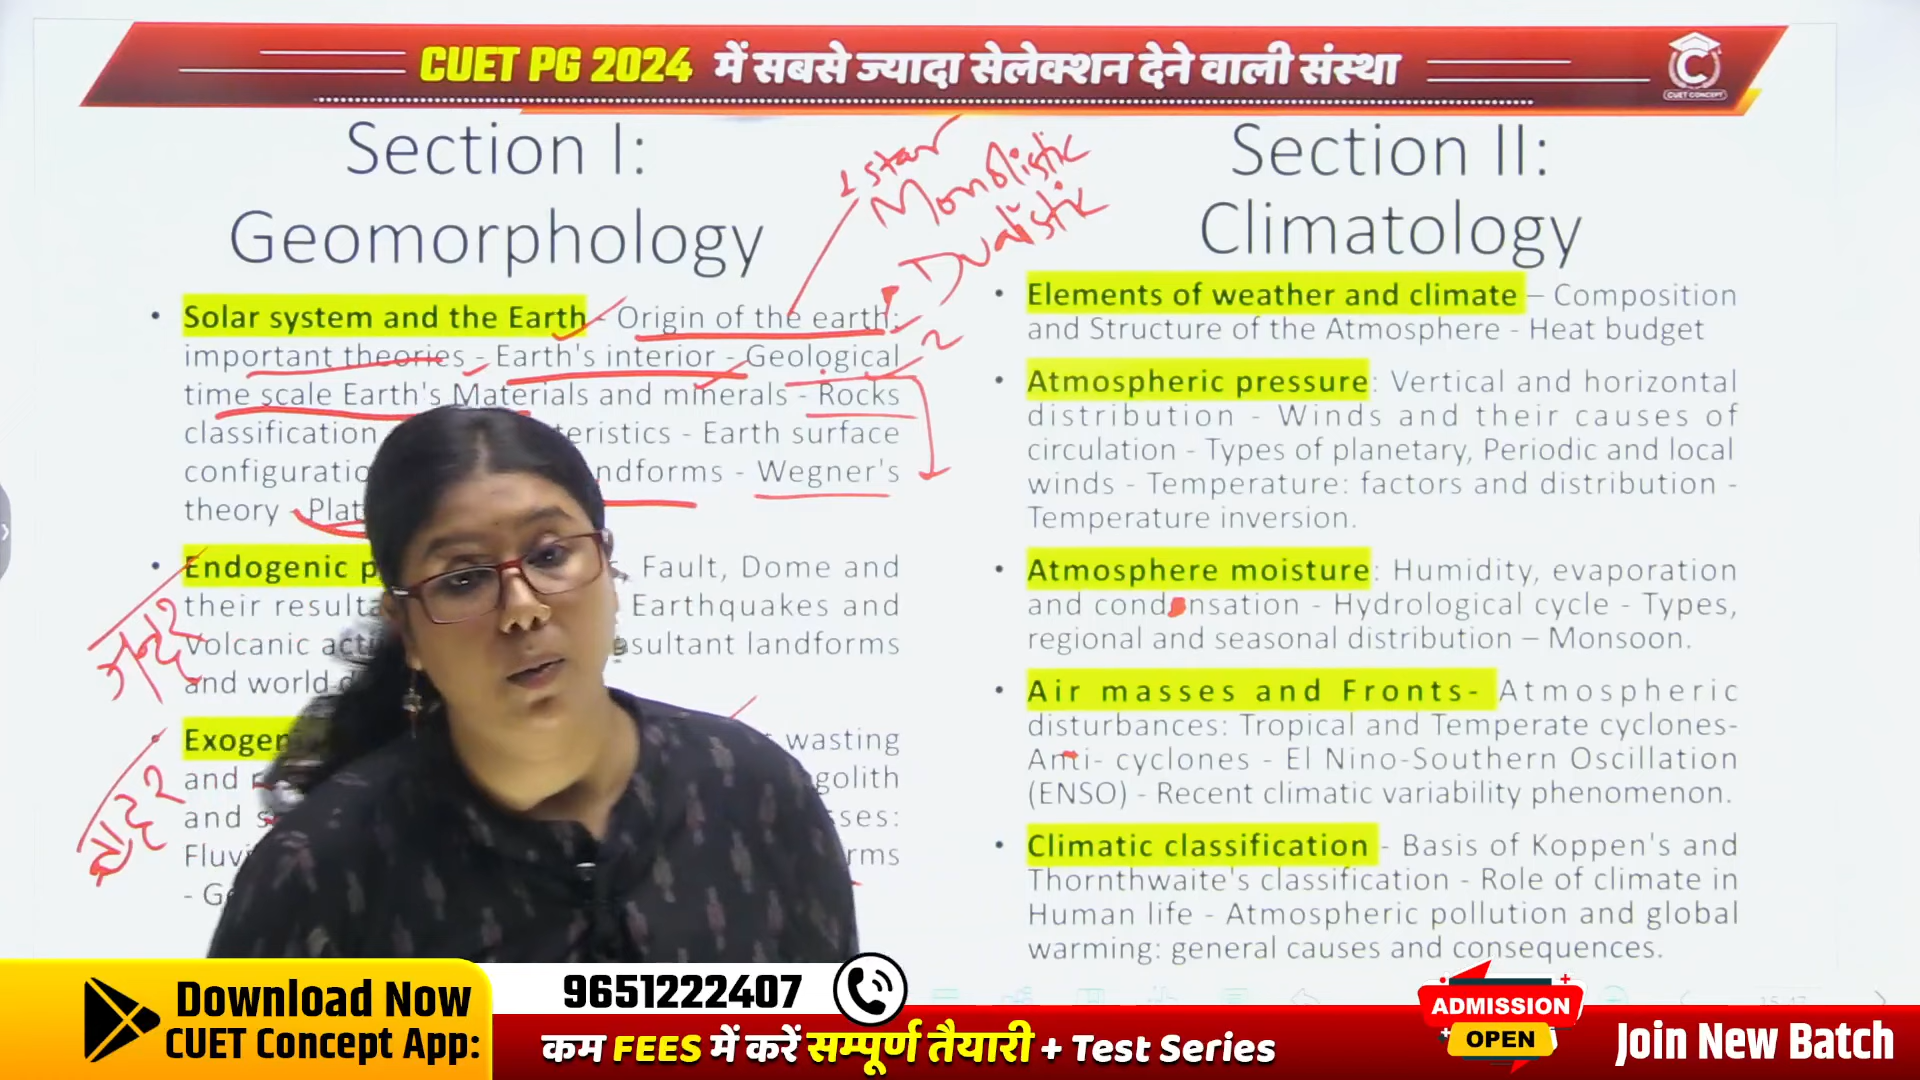 CUET PG 2024 में सबसे ज्यादा सेलेक्शन देने वाली संस्था
CUET CONCEPT
Section I:
Geomorphology
1 star
Monolistic
Dualistic
2
• Solar system and the Earth - Origin of the earth:
important theories - Earth's interior - Geological
time scale Earth's Materials and minerals - Rocks
classification teristics - Earth surface
configuratio ndforms - Wegner's
theory - Plat
• Endogenic p Fault, Dome and
their resulta Earthquakes and
volcanic acti sultant landforms
and world d
अन्दर
• Exogen wasting
and golith
and s sses:
Fluvi rms
- G
बाहर
Section II:
Climatology
• Elements of weather and climate – Composition
and Structure of the Atmosphere - Heat budget
• Atmospheric pressure: Vertical and horizontal
distribution - Winds and their causes of
circulation - Types of planetary, Periodic and local
winds - Temperature: factors and distribution -
Temperature inversion.
• Atmosphere moisture: Humidity, evaporation
and condensation - Hydrological cycle - Types,
regional and seasonal distribution – Monsoon.
• Air masses and Fronts- Atmospheric
disturbances: Tropical and Temperate cyclones-
Anti- cyclones - El Nino-Southern Oscillation
(ENSO) - Recent climatic variability phenomenon.
• Climatic classification - Basis of Koppen's and
Thornthwaite's classification - Role of climate in
Human life - Atmospheric pollution and global
warming: general causes and consequences.
Download Now
CUET Concept App:
9651222407
कम FEES में करें सम्पूर्ण तैयारी + Test Series
ADMISSION
OPEN
Join New Batch